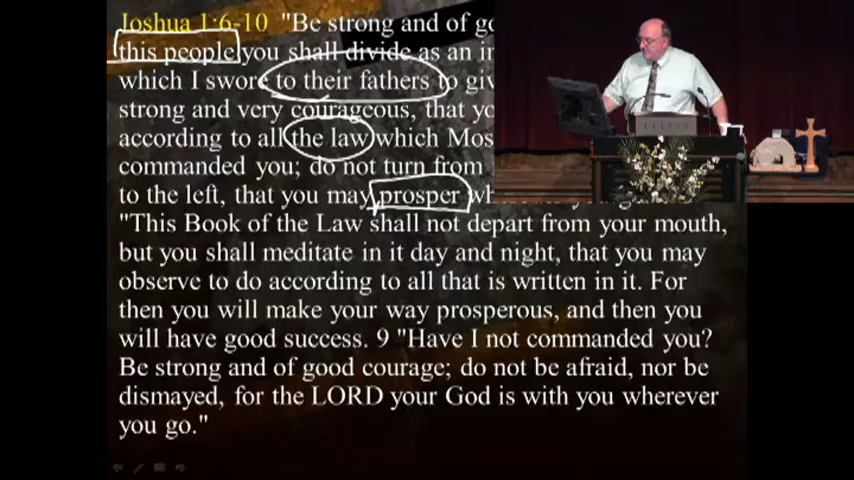 Joshua 1:6-10 "Be strong and of
this people you shall divide as an
which I swore to their fathers to
strong and very courageous, that
according to all the law which
commanded you; do not turn from
to the left, that you may prosper
"This Book of the Law shall not depart from your mouth,
but you shall meditate in it day and night, that you may
observe to do according to all that is written in it. For
then you will make your way prosperous, and then you
will have good success. 9 "Have I not commanded you?
Be strong and of good courage; do not be afraid, nor be
dismayed, for the LORD your God is with you wherever
you go."